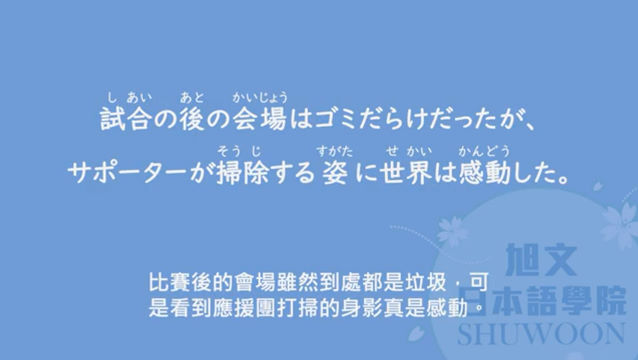 し あい あと かいじょう
試合の後の会場はゴミだらけだったが、
そう じ すがた せ かい かんどう
サポーターが掃除する姿に世界は感動した。
比賽後的會場雖然到處都是垃圾，可
是看到應援團打掃的身影真是感動。
旭文
日本語學院
SHUWOON